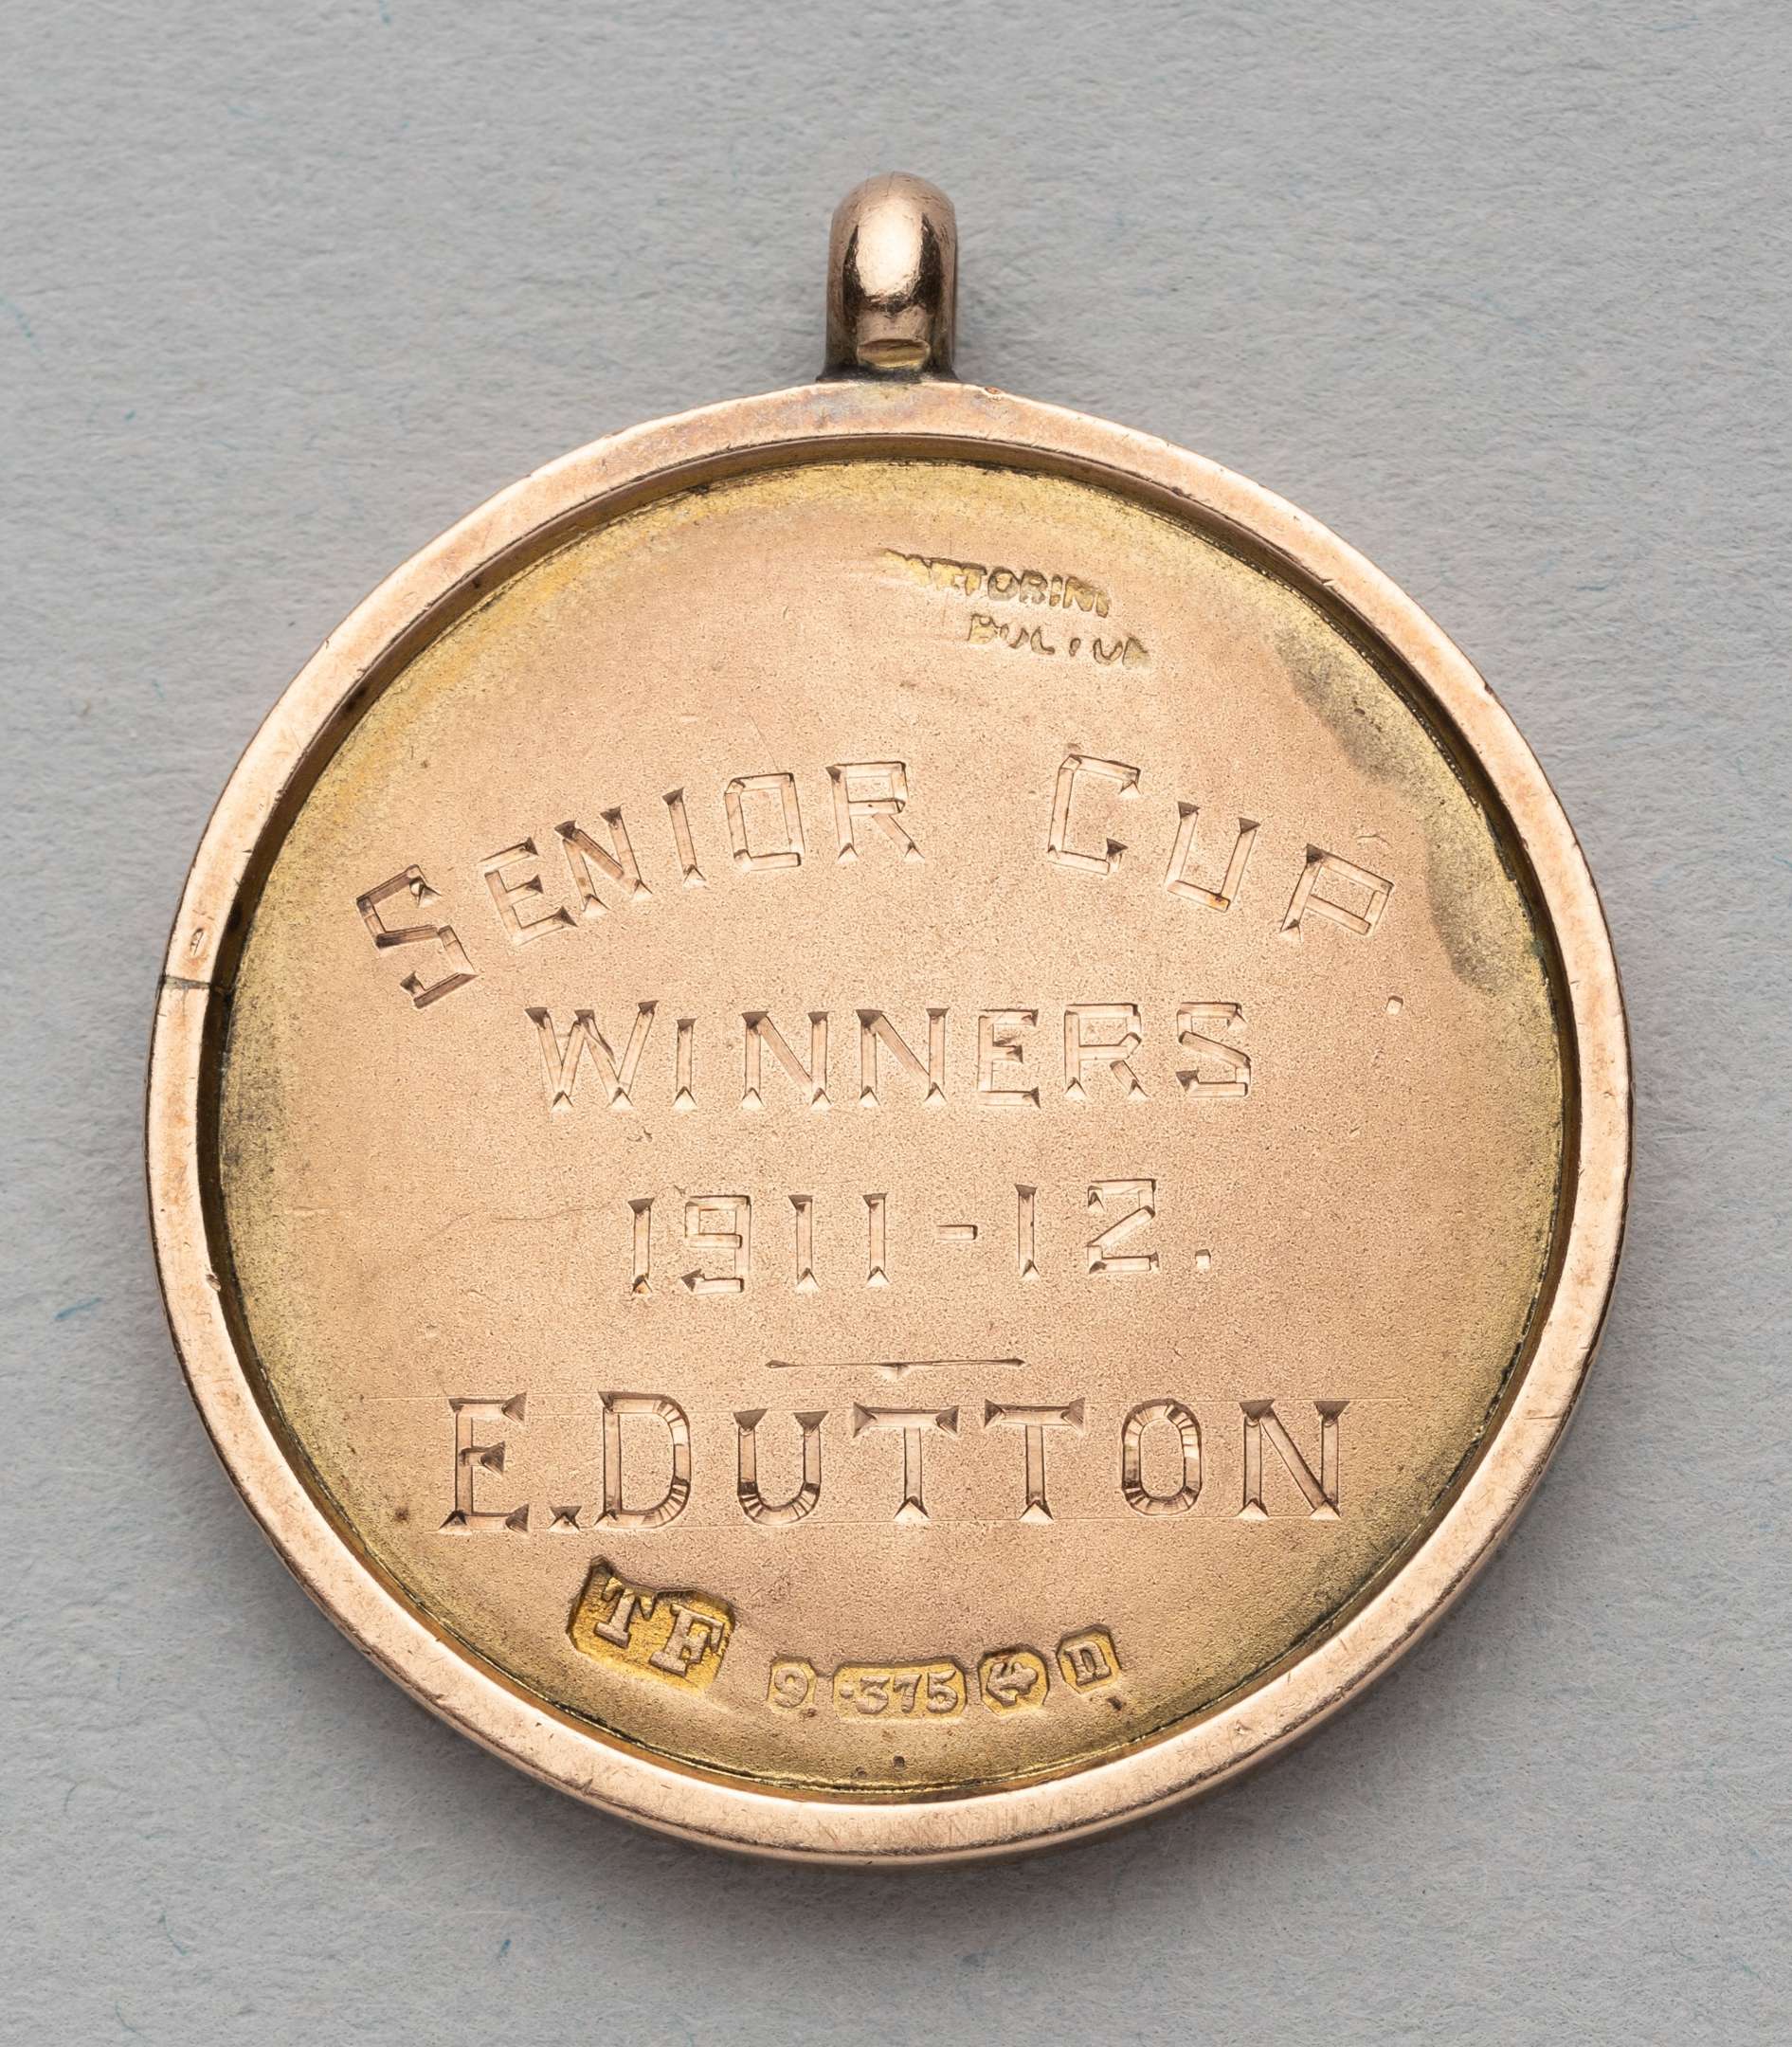 SENIOR CUP.
WINNERS
1911-12.
E.DUTTON
TF 9 .375 n